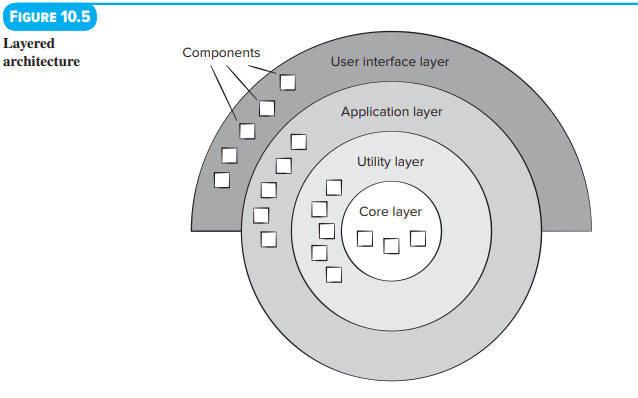 FIGURE 10.5
Layered
architecture
Components
User interface layer
Application layer
Utility layer
Core layer